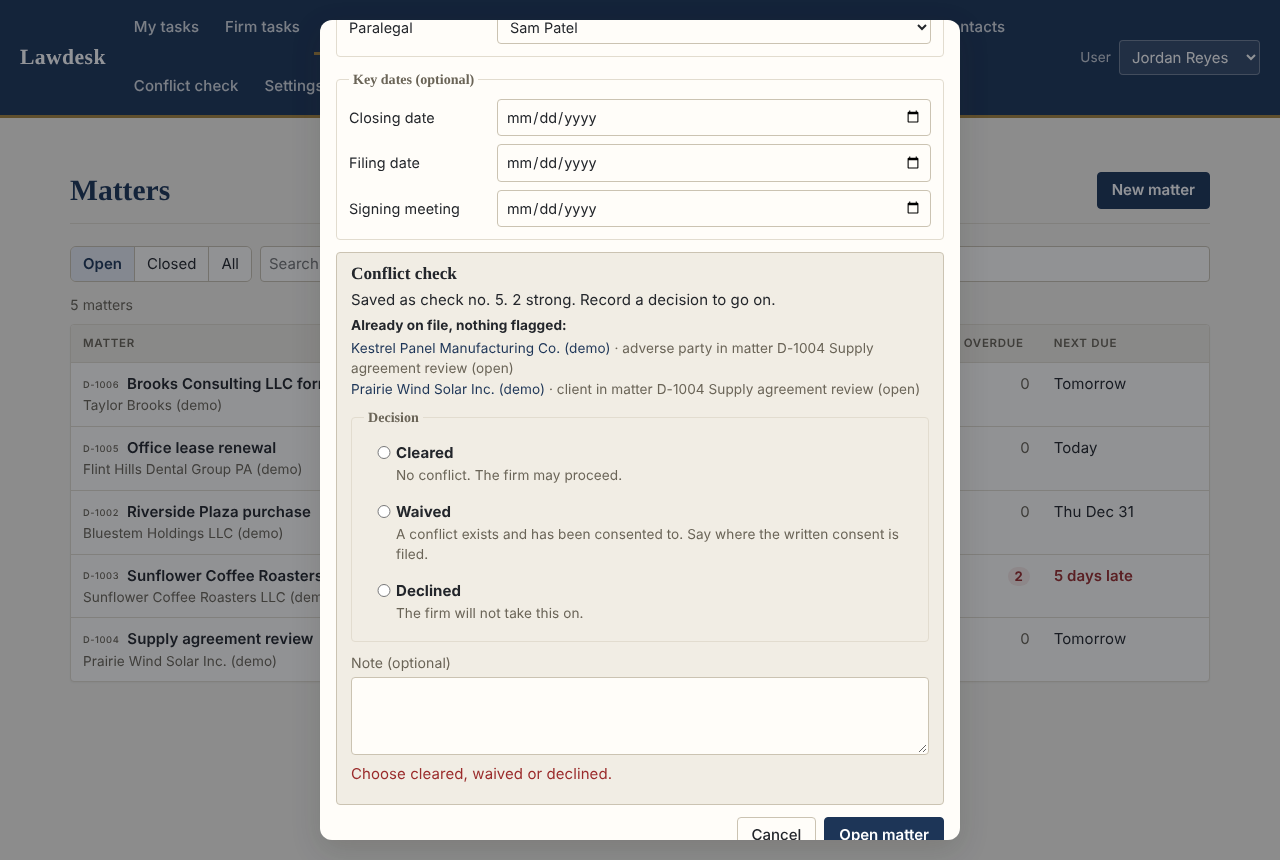 My tasks
Firm tasks
Lawdesk
Conflict check
Settings
ntacts
User
Jordan Reyes
Matters
New matter
Open
Closed
All
Search
5 matters
MATTER
OVERDUE
NEXT DUE
D-1006 Brooks Consulting LLC for
Taylor Brooks (demo)
0
Tomorrow
D-1005 Office lease renewal
Flint Hills Dental Group PA (demo)
0
Today
D-1002 Riverside Plaza purchase
Bluestem Holdings LLC (demo)
0
Thu Dec 31
D-1003 Sunflower Coffee Roasters
Sunflower Coffee Roasters LLC (dem
2
5 days late
D-1004 Supply agreement review
Prairie Wind Solar Inc. (demo)
0
Tomorrow
Paralegal
Sam Patel
Key dates (optional)
Closing date
mm/dd/yyyy
Filing date
mm/dd/yyyy
Signing meeting
mm/dd/yyyy
Conflict check
Saved as check no. 5. 2 strong. Record a decision to go on.
Already on file, nothing flagged:
Kestrel Panel Manufacturing Co. (demo) · adverse party in matter D-1004 Supply
agreement review (open)
Prairie Wind Solar Inc. (demo) · client in matter D-1004 Supply agreement review (open)
Decision
Cleared
No conflict. The firm may proceed.
Waived
A conflict exists and has been consented to. Say where the written consent is
filed.
Declined
The firm will not take this on.
Note (optional)
Choose cleared, waived or declined.
Cancel
Open matter